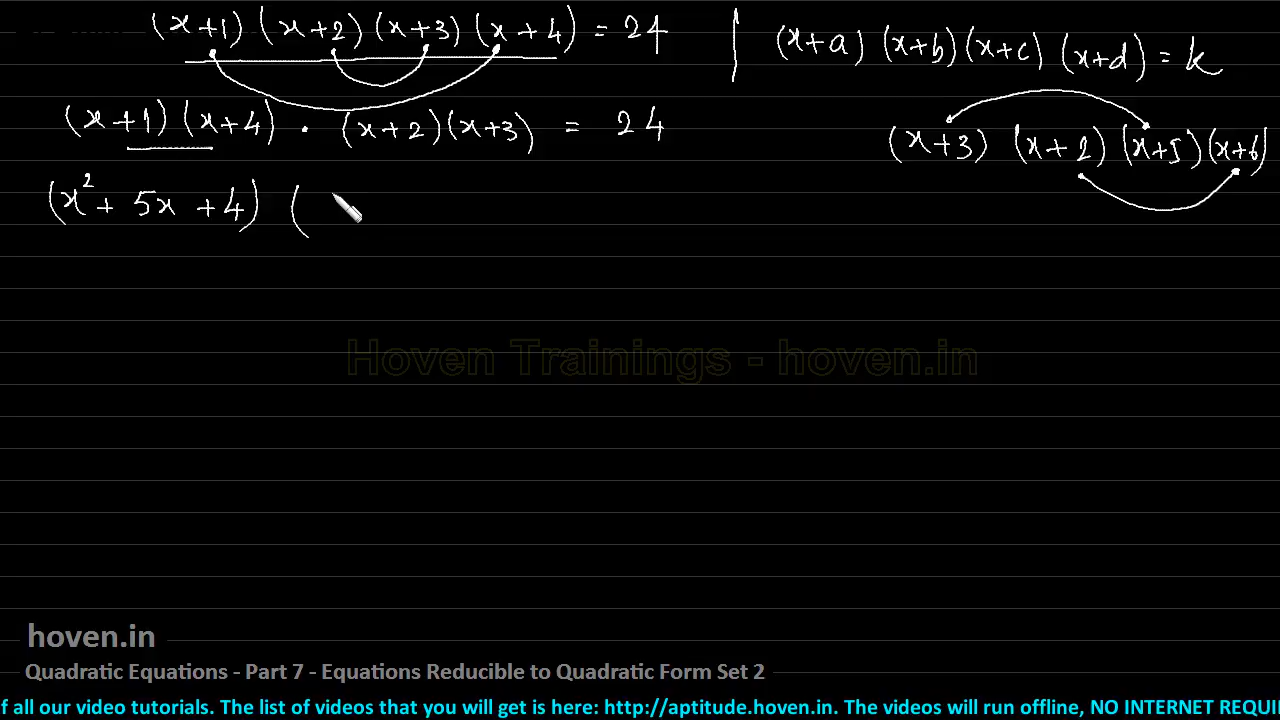 (x+1) (x+2) (x+3) (x+4) = 24
(x+a) (x+b) (x+c) (x+d) = k
(x+1)(x+4) . (x+2)(x+3) = 24
(x+3) (x+2) (x+5) (x+6)
(x² + 5x + 4) (
Hoven Trainings - hoven.in
hoven.in
Quadratic Equations - Part 7 - Equations Reducible to Quadratic Form Set 2
f all our video tutorials. The list of videos that you will get is here: http://aptitude.hoven.in. The videos will run offline, NO INTERNET REQUI